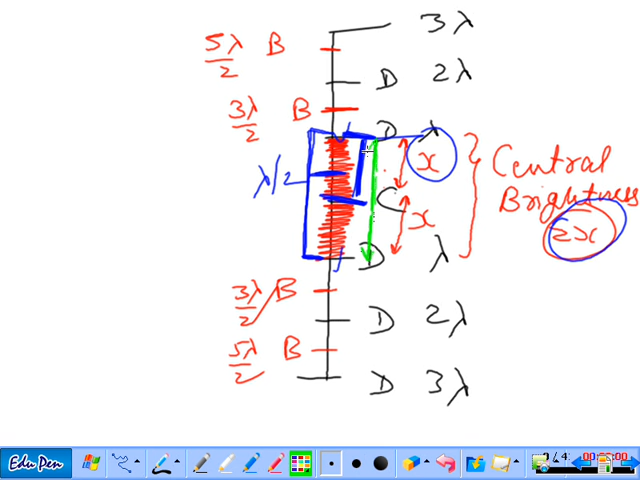 3λ
5λ/2 B
D 2λ
3λ/2 B
D λ
x
λ/2
C
Central
Brightness
x
2x
D λ
3λ/2 B
D 2λ
5λ/2 B
D 3λ
Edu Pen